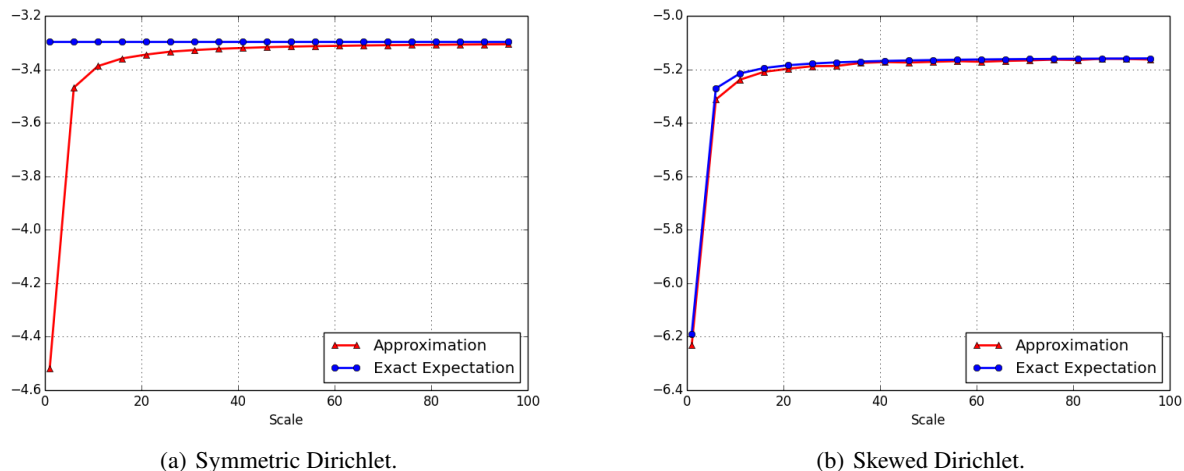 −3.2
−3.4
−3.6
−3.8
−4.0
−4.2
−4.4
−4.6
0 20 40 60 80 100
Scale
Approximation
Exact Expectation
(a) Symmetric Dirichlet.
−5.0
−5.2
−5.4
−5.6
−5.8
−6.0
−6.2
−6.4
0 20 40 60 80 100
Scale
Approximation
Exact Expectation
(b) Skewed Dirichlet.